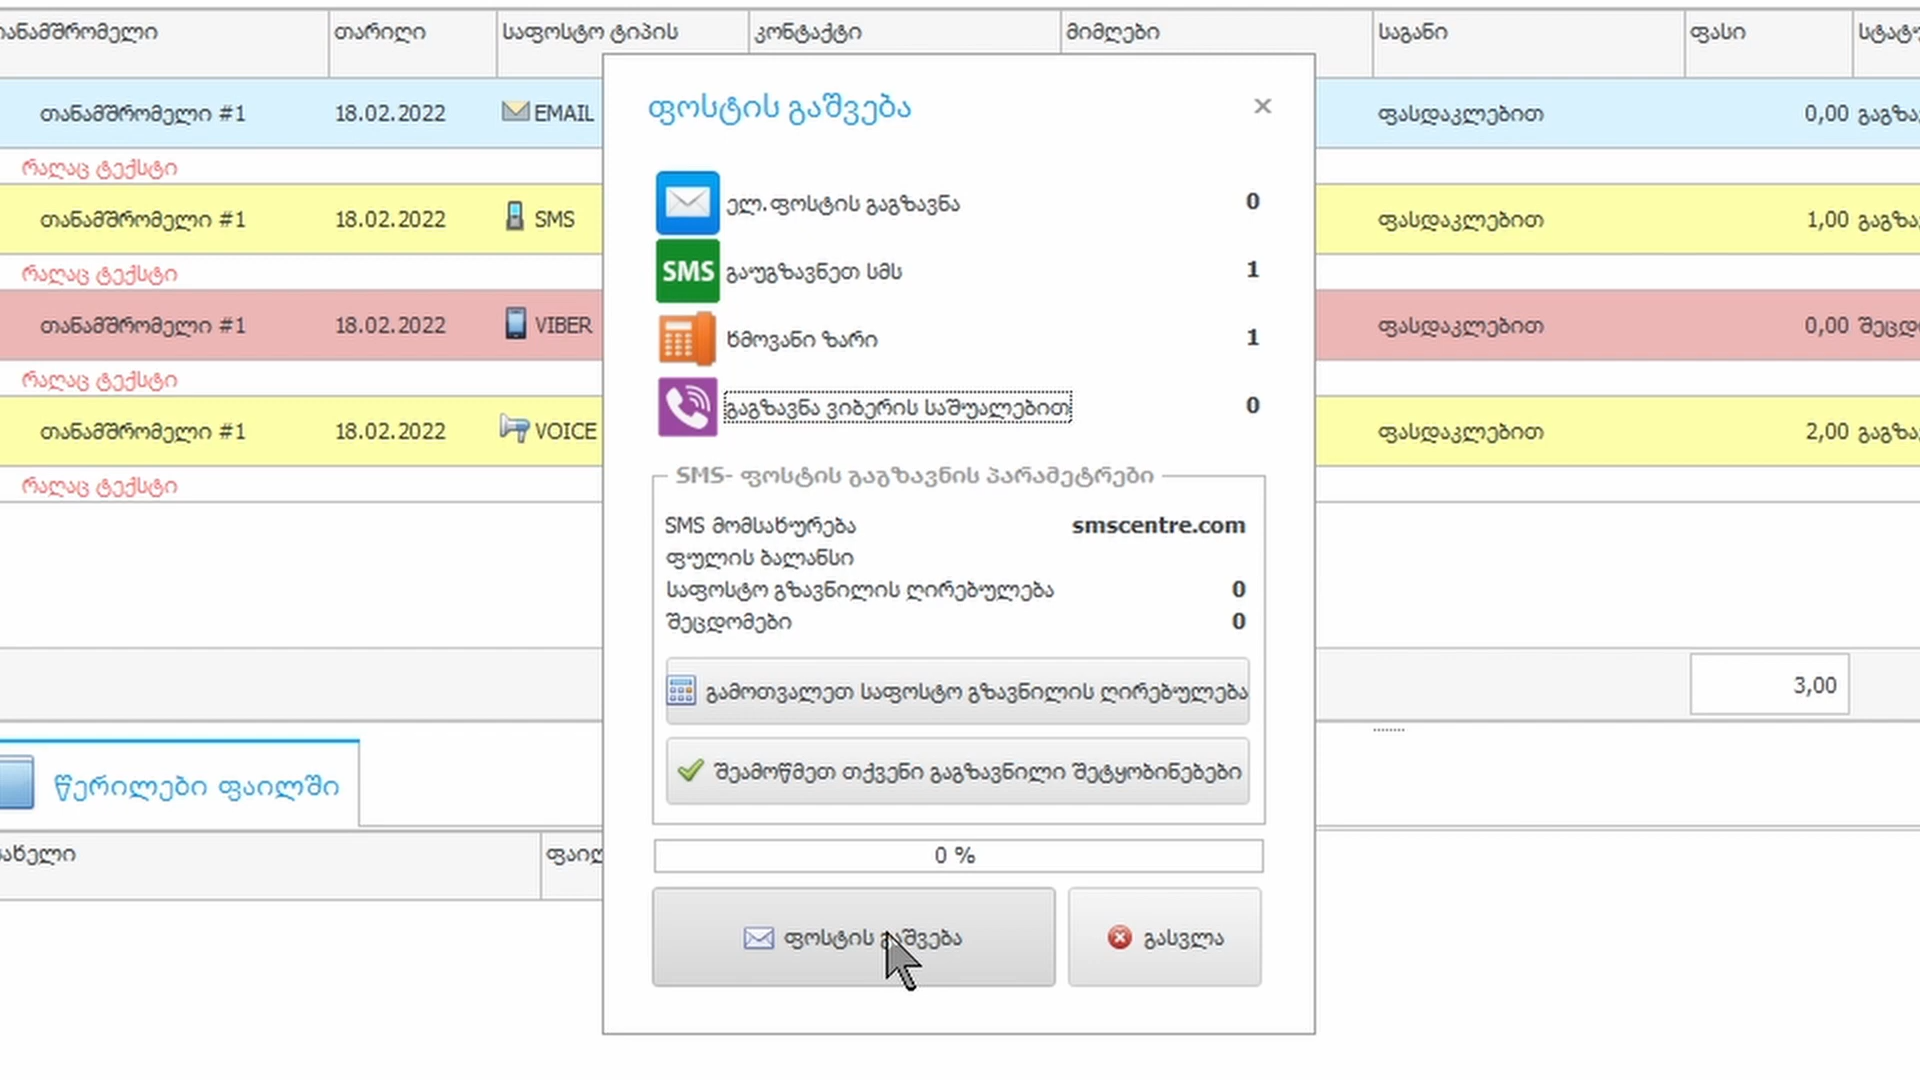 თანამშრომელი თარიღი საფოსტო ტიპის კონტაქტი მიმღები საგანი ფასი
თანამშრომელი #1 18.02.2022 EMAIL ფასდაკლებით 0,00
რაღაც ტექსტი
თანამშრომელი #1 18.02.2022 SMS ფასდაკლებით 1,00
რაღაც ტექსტი
თანამშრომელი #1 18.02.2022 VIBER ფასდაკლებით 0,00
რაღაც ტექსტი
თანამშრომელი #1 18.02.2022 VOICE ფასდაკლებით 2,00
რაღაც ტექსტი
3,00
წერილები ფაილში
ფოსტის გაშვება
ელ.ფოსტის გაგზავნა 0
SMS გაუგზავნეთ სმს 1
ხმოვანი ზარი 1
გაგზავნა ვიბერის საშუალებით 0
SMS- ფოსტის გაგზავნის პარამეტრები
SMS მომსახურება smscentre.com
ფულის ბალანსი
საფოსტო გზავნილის ღირებულება 0
შეცდომები 0
გამოთვალეთ საფოსტო გზავნილის ღირებულება
შეამოწმეთ თქვენი გაგზავნილი შეტყობინებები
0 %
ფოსტის გაშვება გასვლა